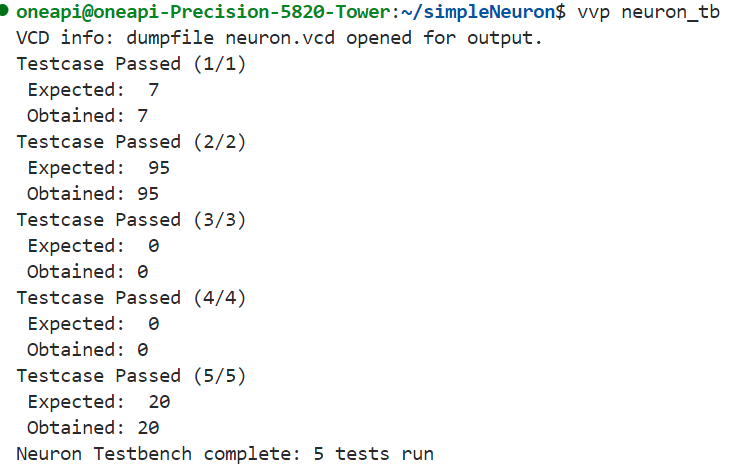 oneapi@oneapi-Precision-5820-Tower:~/simpleNeuron$ vvp neuron_tb
VCD info: dumpfile neuron.vcd opened for output.
Testcase Passed (1/1)
 Expected:  7
 Obtained: 7
Testcase Passed (2/2)
 Expected:  95
 Obtained: 95
Testcase Passed (3/3)
 Expected:  0
 Obtained: 0
Testcase Passed (4/4)
 Expected:  0
 Obtained: 0
Testcase Passed (5/5)
 Expected:  20
 Obtained: 20
Neuron Testbench complete: 5 tests run